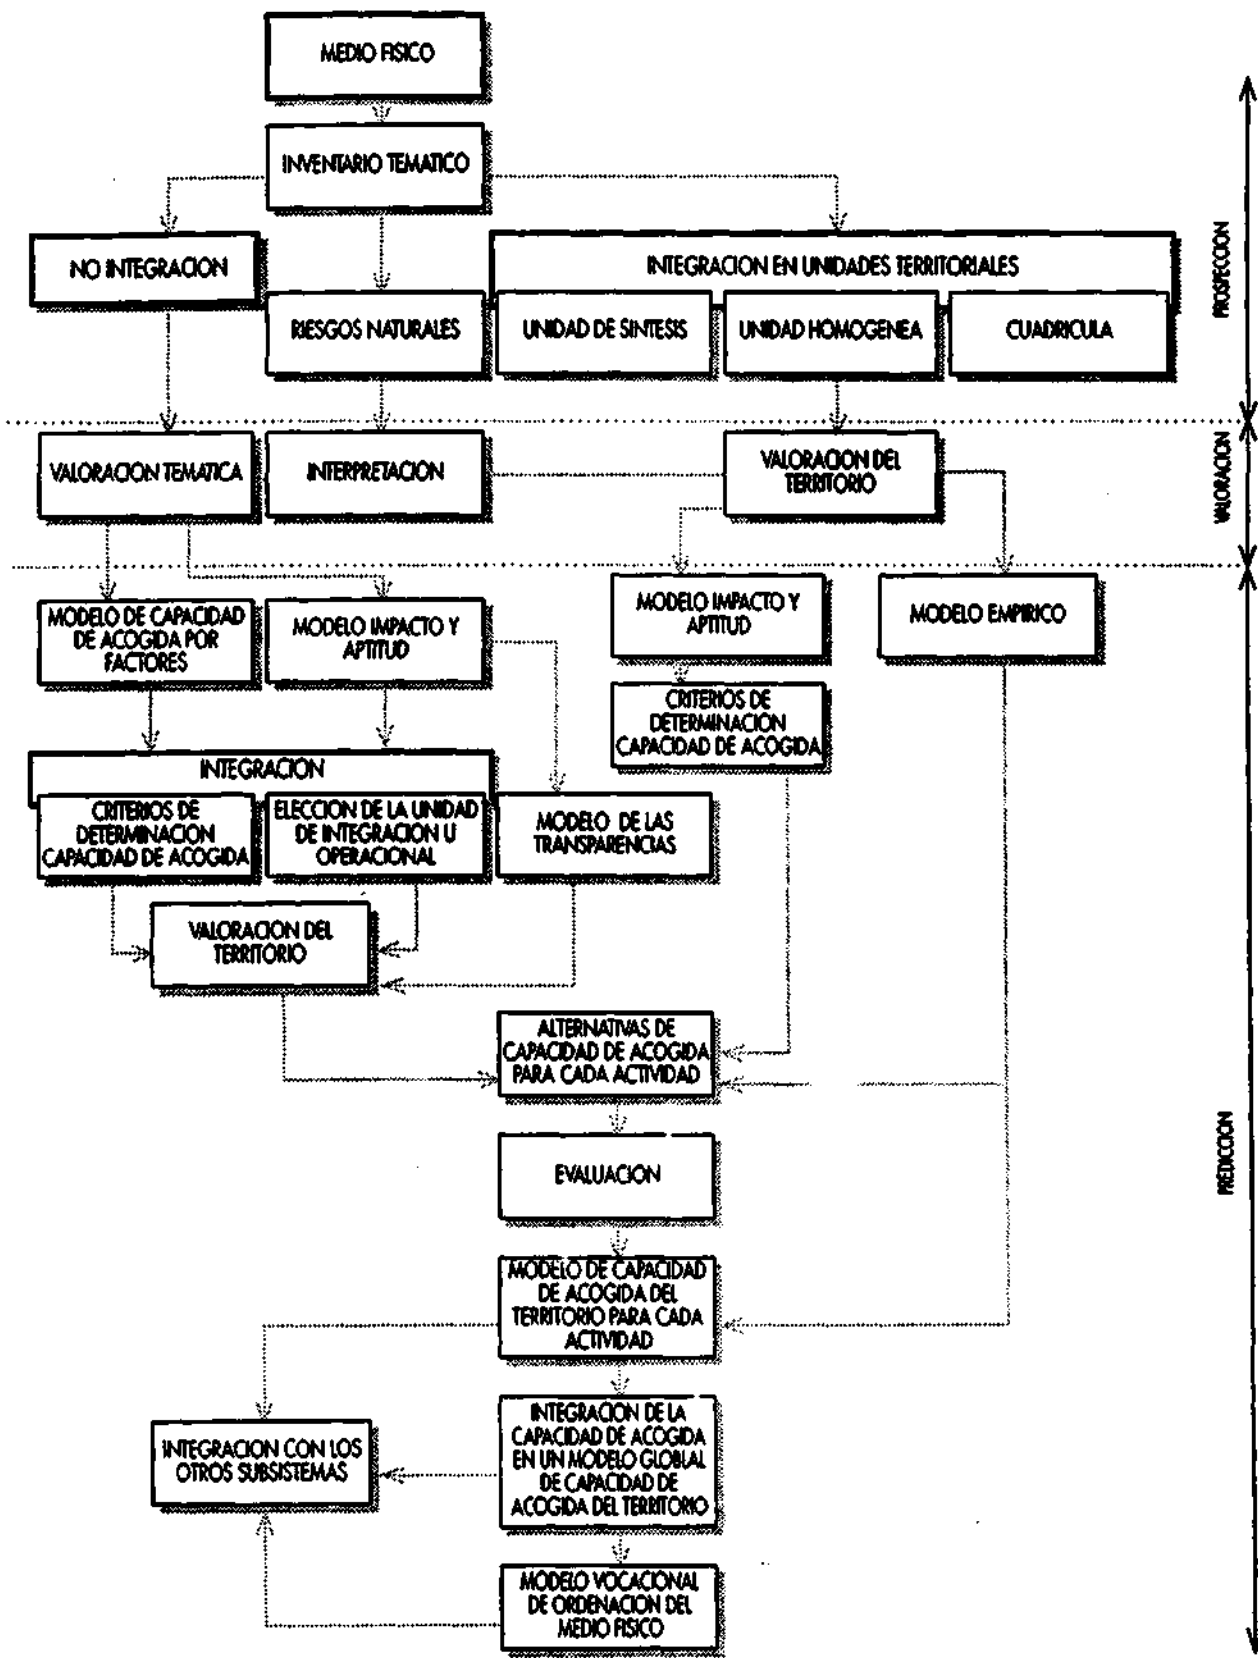 MEDIO FISICO
INVENTARIO TEMATICO
NO INTEGRACION
INTEGRACION EN UNIDADES TERRITORIALES
RIESGOS NATURALES
UNIDAD DE SINTESIS
UNIDAD HOMOGENEA
CUADRICULA
PROSPECCION
VALORACION TEMATICA
INTERPRETACION
VALORACION DEL
TERRITORIO
VALORACION
MODELO DE CAPACIDAD
DE ACOGIDA POR
FACTORES
MODELO IMPACTO Y
APTITUD
MODELO IMPACTO Y
APTITUD
MODELO EMPIRICO
CRITERIOS DE
DETERMINACION
CAPACIDAD DE ACOGIDA
INTEGRACION
CRITERIOS DE
DETERMINACION
CAPACIDAD DE ACOGIDA
ELECCION DE LA UNIDAD
DE INTEGRACION U
OPERACIONAL
MODELO DE LAS
TRANSPARENCIAS
VALORACION DEL
TERRITORIO
ALTERNATIVAS DE
CAPACIDAD DE ACOGIDA
PARA CADA ACTIVIDAD
EVALUACION
PREDICCION
MODELO DE CAPACIDAD
DE ACOGIDA DEL
TERRITORIO PARA CADA
ACTIVIDAD
INTEGRACION CON LOS
OTROS SUBSISTEMAS
INTEGRACION DE LA
CAPACIDAD DE ACOGIDA
EN UN MODELO GLOBLAL
DE CAPACIDAD DE
ACOGIDA DEL TERRITORIO
MODELO VOCACIONAL
DE ORDENACION DEL
MEDIO FISICO